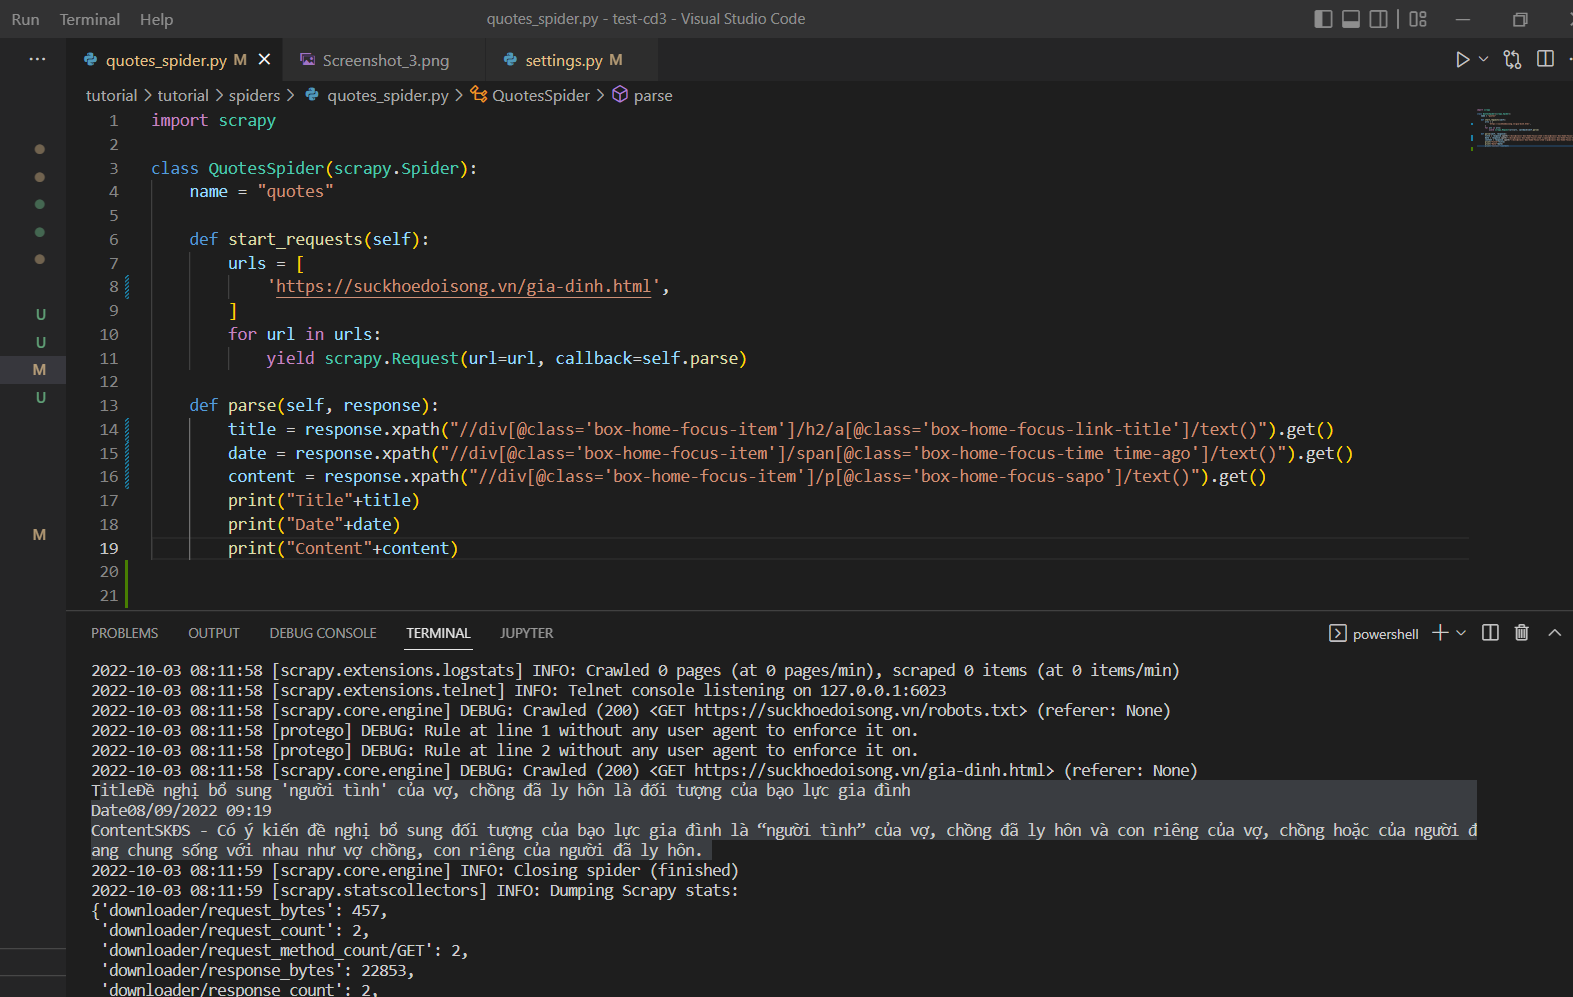 Run Terminal Help quotes_spider.py - test-cd3 - Visual Studio Code
quotes_spider.py M Screenshot_3.png settings.py M
tutorial > tutorial > spiders > quotes_spider.py > QuotesSpider > parse
1 import scrapy
2
3 class QuotesSpider(scrapy.Spider):
4     name = "quotes"
5
6     def start_requests(self):
7         urls = [
8             'https://suckhoedoisong.vn/gia-dinh.html',
9         ]
10         for url in urls:
11             yield scrapy.Request(url=url, callback=self.parse)
12
13     def parse(self, response):
14         title = response.xpath("//div[@class='box-home-focus-item']/h2/a[@class='box-home-focus-link-title']/text()").get()
15         date = response.xpath("//div[@class='box-home-focus-item']/span[@class='box-home-focus-time time-ago']/text()").get()
16         content = response.xpath("//div[@class='box-home-focus-item']/p[@class='box-home-focus-sapo']/text()").get()
17         print("Title"+title)
18         print("Date"+date)
19         print("Content"+content)
20
21
U
U
M
U
M
PROBLEMS OUTPUT DEBUG CONSOLE TERMINAL JUPYTER powershell
2022-10-03 08:11:58 [scrapy.extensions.logstats] INFO: Crawled 0 pages (at 0 pages/min), scraped 0 items (at 0 items/min)
2022-10-03 08:11:58 [scrapy.extensions.telnet] INFO: Telnet console listening on 127.0.0.1:6023
2022-10-03 08:11:58 [scrapy.core.engine] DEBUG: Crawled (200) <GET https://suckhoedoisong.vn/robots.txt> (referer: None)
2022-10-03 08:11:58 [protego] DEBUG: Rule at line 1 without any user agent to enforce it on.
2022-10-03 08:11:58 [protego] DEBUG: Rule at line 2 without any user agent to enforce it on.
2022-10-03 08:11:58 [scrapy.core.engine] DEBUG: Crawled (200) <GET https://suckhoedoisong.vn/gia-dinh.html> (referer: None)
TitleĐề nghị bổ sung 'người tình' của vợ, chồng đã ly hôn là đối tượng của bạo lực gia đình
Date08/09/2022 09:19
ContentSKĐS - Có ý kiến đề nghị bổ sung đối tượng của bạo lực gia đình là “người tình” của vợ, chồng đã ly hôn và con riêng của vợ, chồng hoặc của người đ
ang chung sống với nhau như vợ chồng, con riêng của người đã ly hôn.
2022-10-03 08:11:59 [scrapy.core.engine] INFO: Closing spider (finished)
2022-10-03 08:11:59 [scrapy.statscollectors] INFO: Dumping Scrapy stats:
{'downloader/request_bytes': 457,
 'downloader/request_count': 2,
 'downloader/request_method_count/GET': 2,
 'downloader/response_bytes': 22853,
 'downloader/response_count': 2,